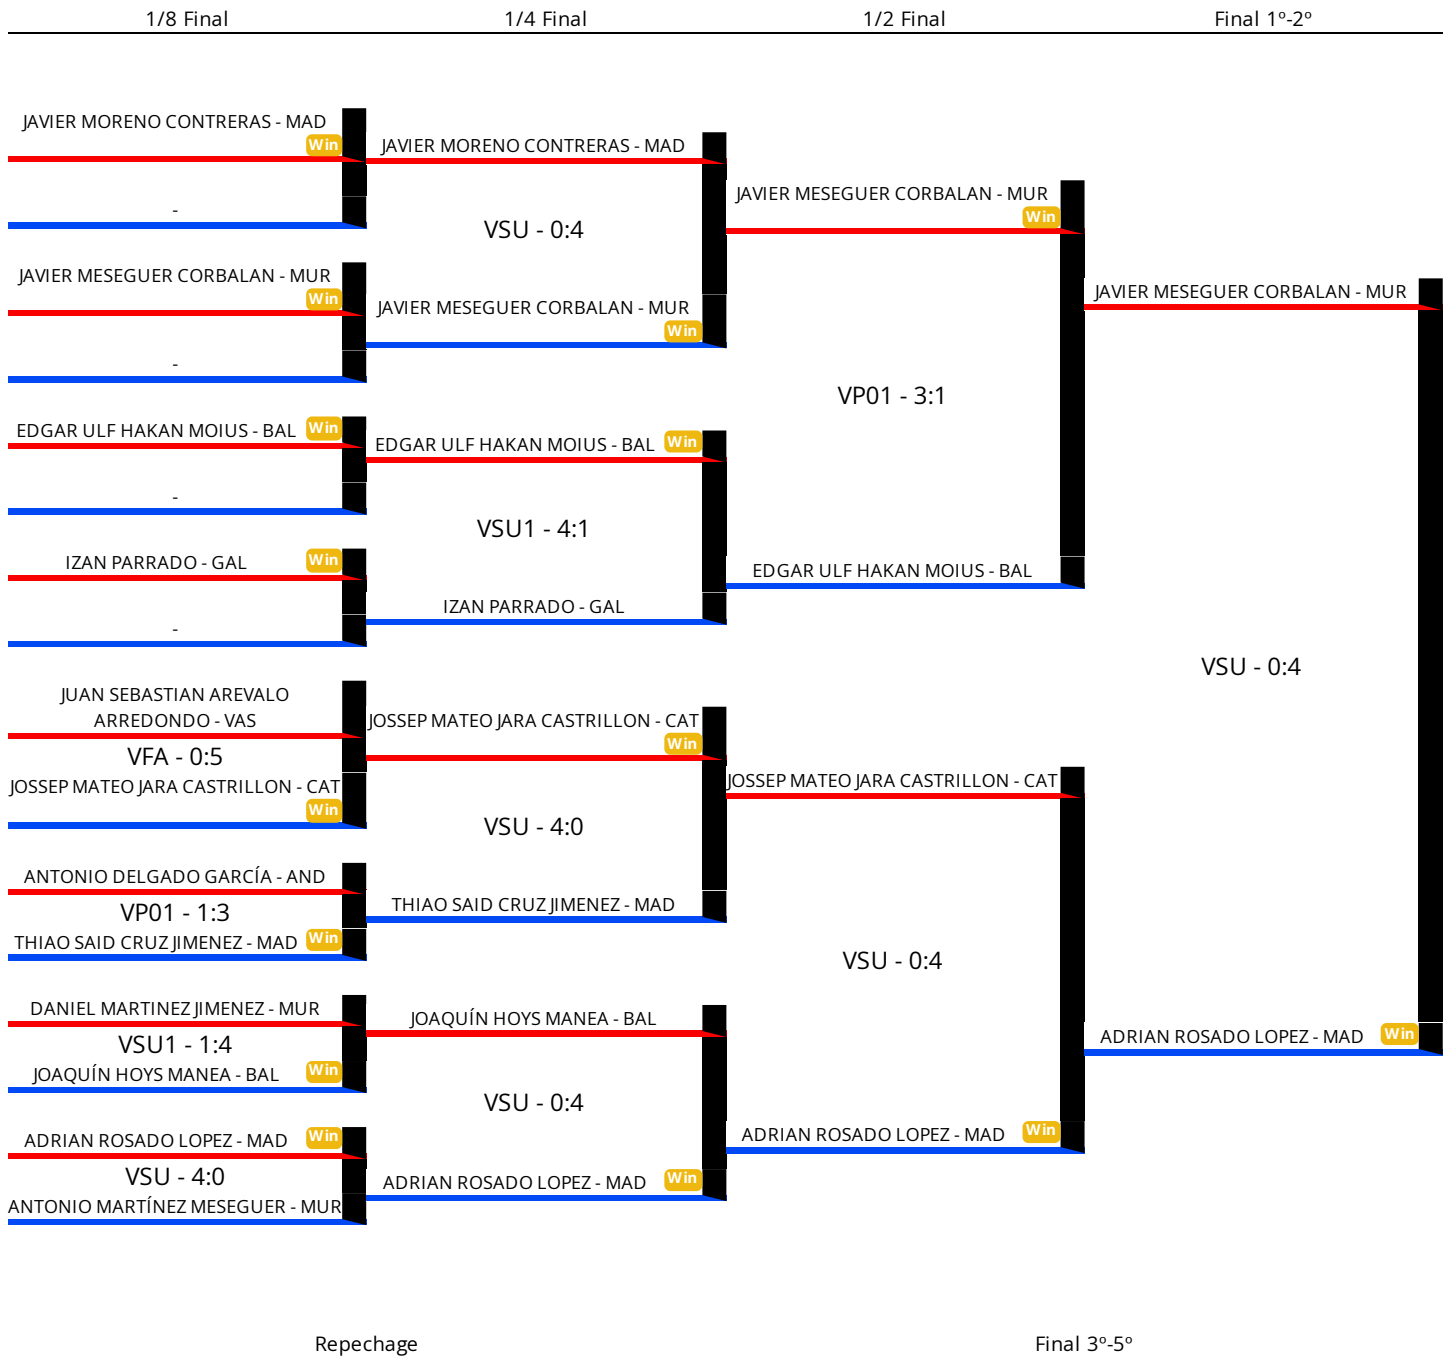 1/8 Final
1/4 Final
1/2 Final
Final 1º-2º
JAVIER MORENO CONTRERAS - MAD
Win
-
JAVIER MESEGUER CORBALAN - MUR
Win
-
EDGAR ULF HAKAN MOIUS - BAL
Win
-
IZAN PARRADO - GAL
Win
-
JUAN SEBASTIAN AREVALO
ARREDONDO - VAS
VFA - 0:5
JOSSEP MATEO JARA CASTRILLON - CAT
Win
ANTONIO DELGADO GARCÍA - AND
VP01 - 1:3
THIAO SAID CRUZ JIMENEZ - MAD
Win
DANIEL MARTINEZ JIMENEZ - MUR
VSU1 - 1:4
JOAQUÍN HOYS MANEA - BAL
Win
ADRIAN ROSADO LOPEZ - MAD
Win
VSU - 4:0
ANTONIO MARTÍNEZ MESEGUER - MUR
JAVIER MORENO CONTRERAS - MAD
VSU - 0:4
JAVIER MESEGUER CORBALAN - MUR
Win
EDGAR ULF HAKAN MOIUS - BAL
Win
VSU1 - 4:1
IZAN PARRADO - GAL
JOSSEP MATEO JARA CASTRILLON - CAT
Win
VSU - 4:0
THIAO SAID CRUZ JIMENEZ - MAD
JOAQUÍN HOYS MANEA - BAL
VSU - 0:4
ADRIAN ROSADO LOPEZ - MAD
Win
JAVIER MESEGUER CORBALAN - MUR
Win
VP01 - 3:1
EDGAR ULF HAKAN MOIUS - BAL
JOSSEP MATEO JARA CASTRILLON - CAT
VSU - 0:4
ADRIAN ROSADO LOPEZ - MAD
Win
JAVIER MESEGUER CORBALAN - MUR
VSU - 0:4
ADRIAN ROSADO LOPEZ - MAD
Win
Repechage
Final 3º-5º